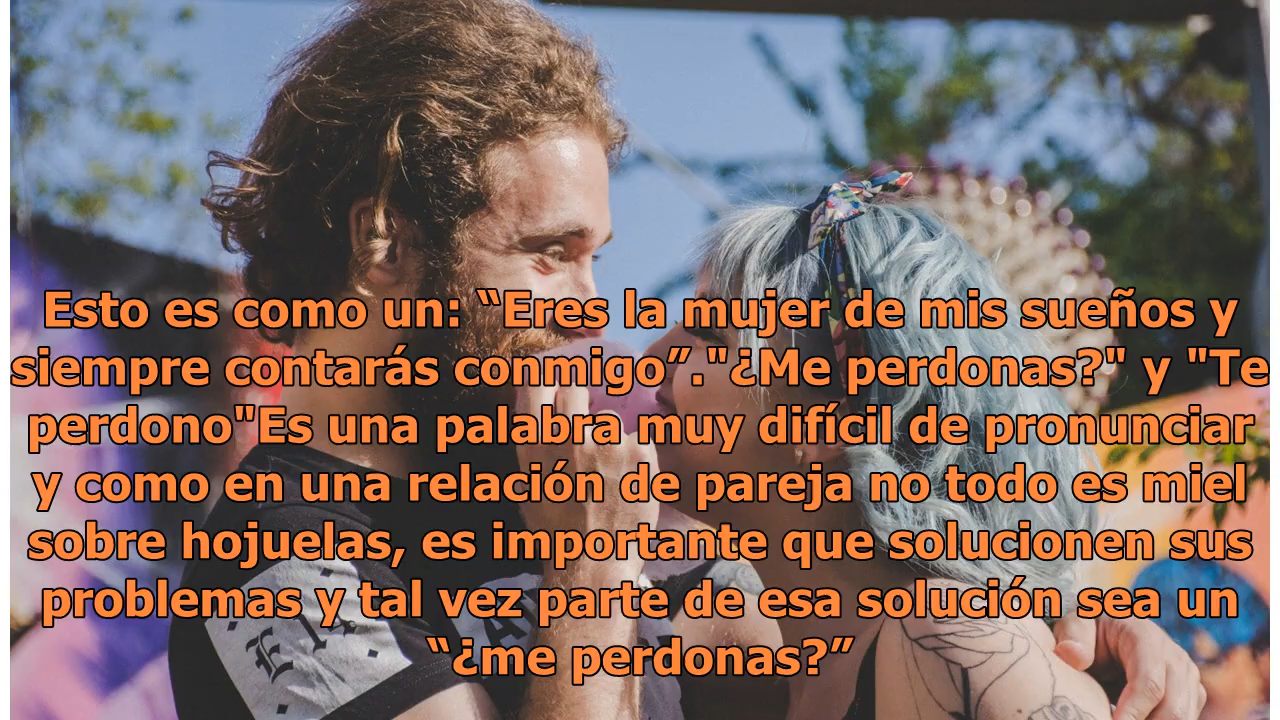 Esto es como un: “Eres la mujer de mis sueños y
siempre contarás conmigo”."¿Me perdonas?" y "Te
perdono"Es una palabra muy difícil de pronunciar
y como en una relación de pareja no todo es miel
sobre hojuelas, es importante que solucionen sus
problemas y tal vez parte de esa solución sea un
“¿me perdonas?”